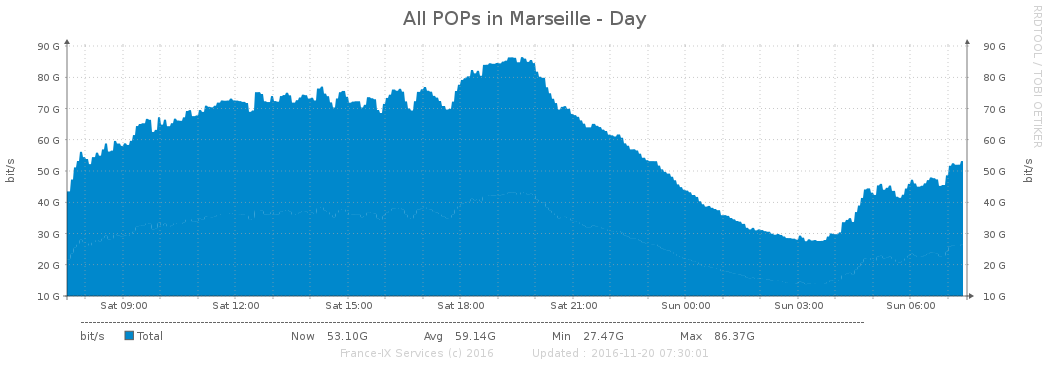 All POPs in Marseille - Day
RRDTOOL / TOBI OETIKER
bit/s
90 G
80 G
70 G
60 G
50 G
40 G
30 G
20 G
10 G
90 G
80 G
70 G
60 G
50 G
40 G
30 G
20 G
10 G
bit/s
Sat 09:00 Sat 12:00 Sat 15:00 Sat 18:00 Sat 21:00 Sun 00:00 Sun 03:00 Sun 06:00
bit/s Total Now 53.10G Avg 59.14G Min 27.47G Max 86.37G
France-IX Services (c) 2016 Updated : 2016-11-20 07:30:01